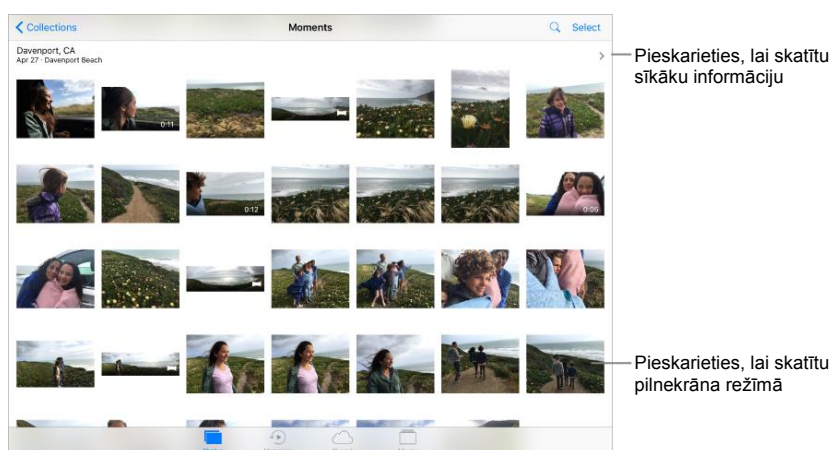 Collections
Moments
Select
Davenport, CA
Apr 27 · Davenport Beach
Pieskarieties, lai skatītu
sīkāku informāciju
0:11
0:12
0:05
Pieskarieties, lai skatītu
pilnekrāna režīmā